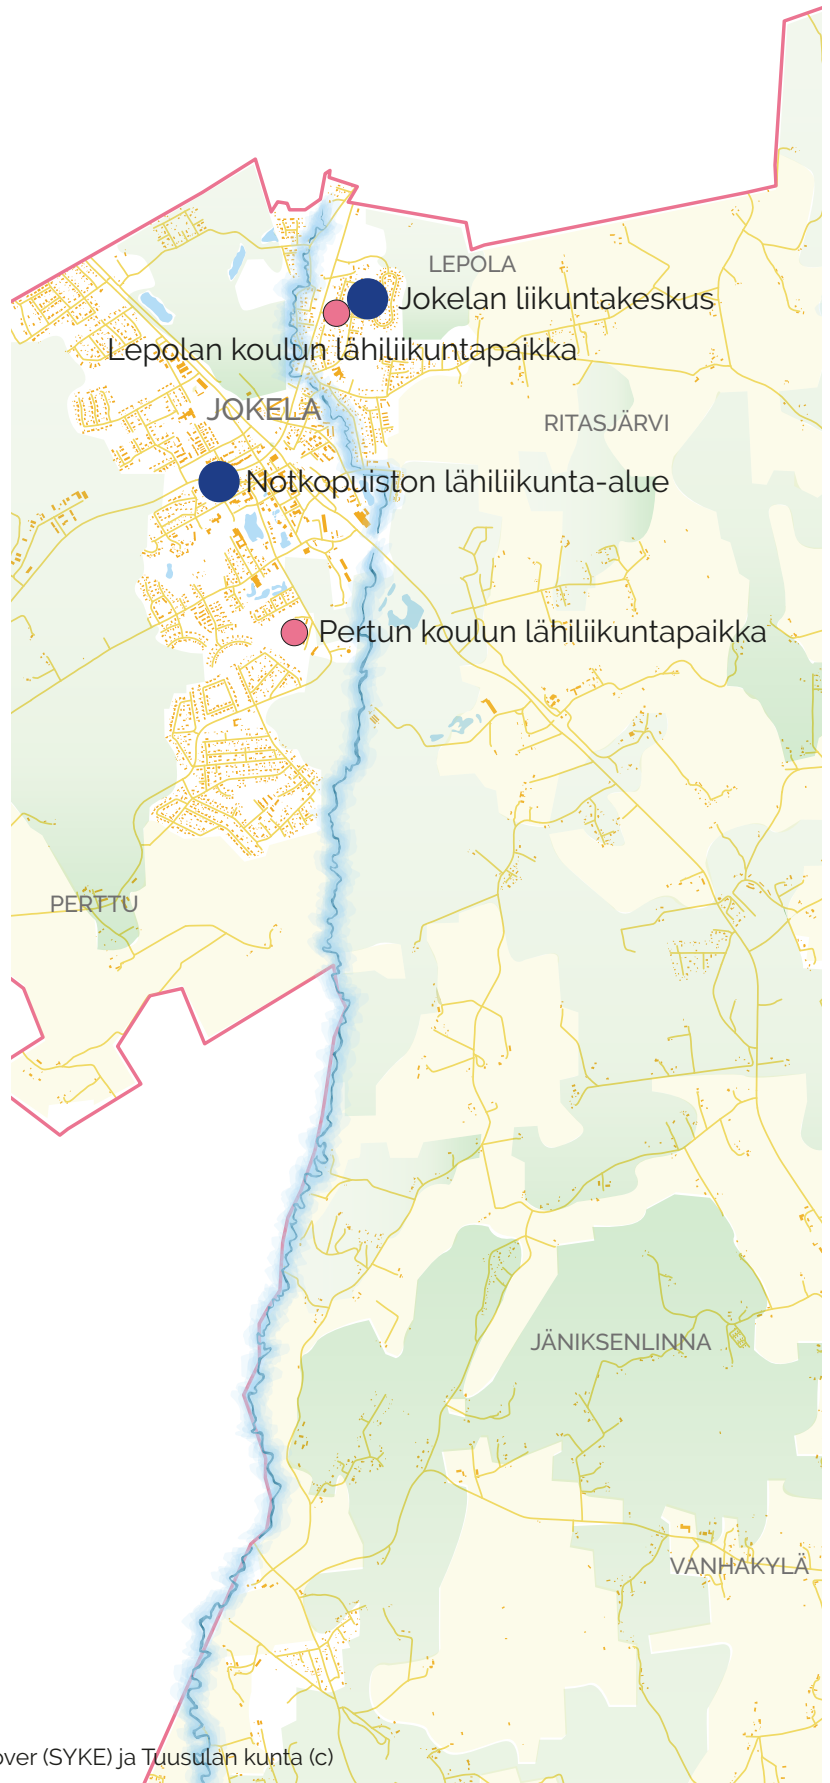 LEPOLA
Jokelan liikuntakeskus
Lepolan koulun lähiliikuntapaikka
JOKELA
RITASJÄRVI
Notkopuiston lähiliikunta-alue
Pertun koulun lähiliikuntapaikka
PERTTU
JÄNIKSENLINNA
VANHAKYLÄ
over (SYKE) ja Tuusulan kunta (c)